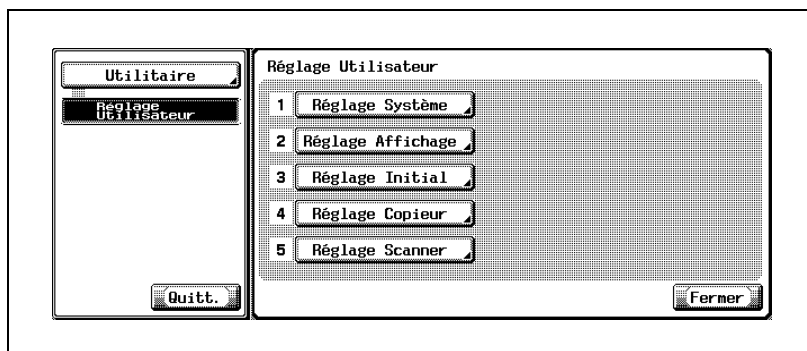 Utilitaire
Réglage
Utilisateur
Quitt.
Réglage Utilisateur
1 Réglage Système
2 Réglage Affichage
3 Réglage Initial
4 Réglage Copieur
5 Réglage Scanner
Fermer